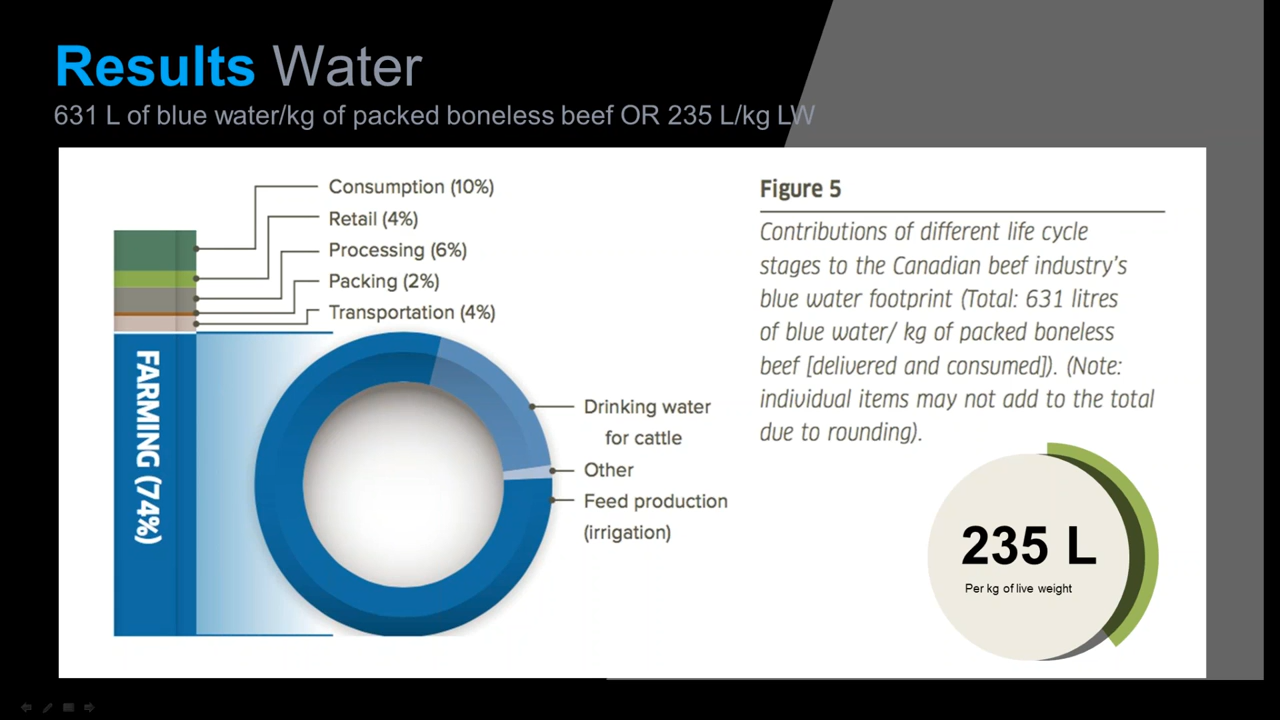 Results Water
631 L of blue water/kg of packed boneless beef OR 235 L/kg LW
Consumption (10%)
Retail (4%)
Processing (6%)
Packing (2%)
Transportation (4%)
FARMING (74%)
Drinking water
for cattle
Other
Feed production
(irrigation)
Figure 5
Contributions of different life cycle
stages to the Canadian beef industry's
blue water footprint (Total: 631 litres
of blue water/ kg of packed boneless
beef [delivered and consumed]). (Note:
individual items may not add to the total
due to rounding).
235 L
Per kg of live weight